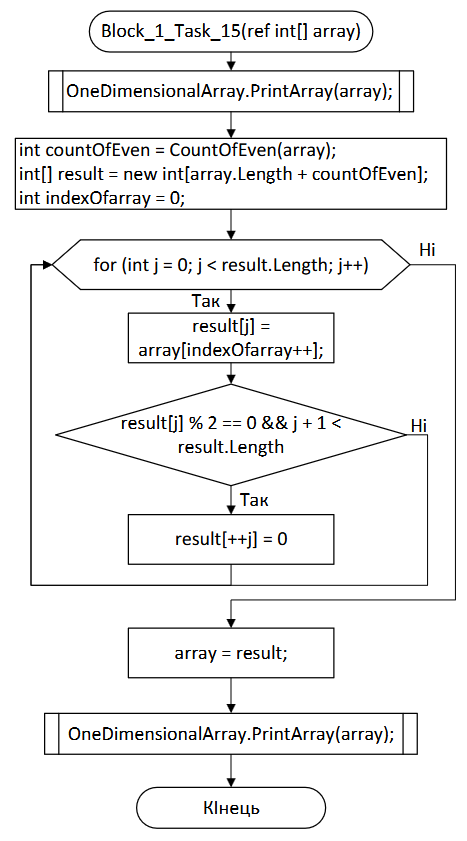 Block_1_Task_15(ref int[] array)
OneDimensionalArray.PrintArray(array);
int countOfEven = CountOfEven(array);
int[] result = new int[array.Length + countOfEven];
int indexOfarray = 0;
Ні
for (int j = 0; j < result.Length; j++)
Так
result[j] =
array[indexOfarray++];
result[j] % 2 == 0 && j + 1 <
result.Length
Ні
Так
result[++j] = 0
array = result;
OneDimensionalArray.PrintArray(array);
КІнець